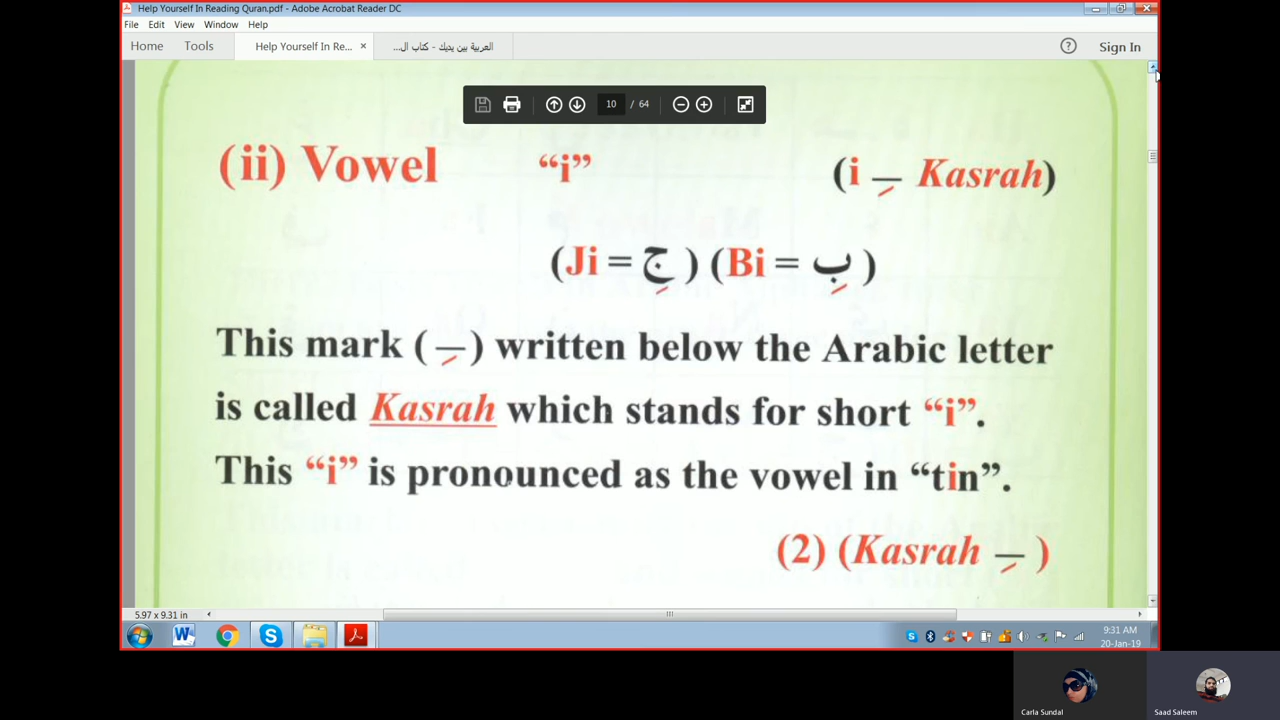 Help Yourself In Reading Quran.pdf - Adobe Acrobat Reader DC
File Edit View Window Help
Home Tools Help Yourself In Re... × العربية بين يديك - كتاب ال... ? Sign In
10 / 64
(ii) Vowel “i” (i ـِ Kasrah)
(Ji = جِ ) (Bi = بِ )
This mark ( ـِ ) written below the Arabic letter
is called Kasrah which stands for short “i”.
This “i” is pronounced as the vowel in “tin”.
(2) (Kasrah ـِ )
5.97 x 9.31 in
9:31 AM
20-Jan-19
Carla Sundal
Saad Saleem